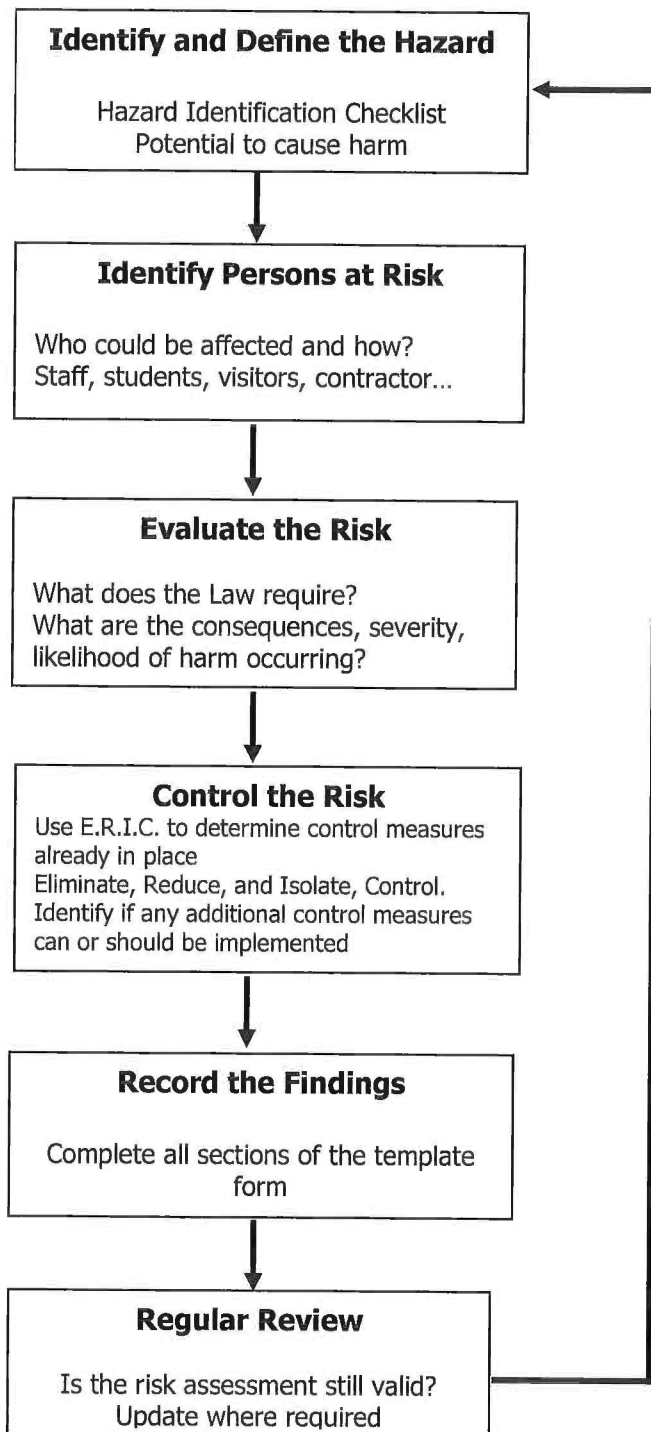 Identify and Define the Hazard
Hazard Identification Checklist
Potential to cause harm
Identify Persons at Risk
Who could be affected and how?
Staff, students, visitors, contractor...
Evaluate the Risk
What does the Law require?
What are the consequences, severity,
likelihood of harm occurring?
Control the Risk
Use E.R.I.C. to determine control measures
already in place
Eliminate, Reduce, and Isolate, Control.
Identify if any additional control measures
can or should be implemented
Record the Findings
Complete all sections of the template
form
Regular Review
Is the risk assessment still valid?
Update where required